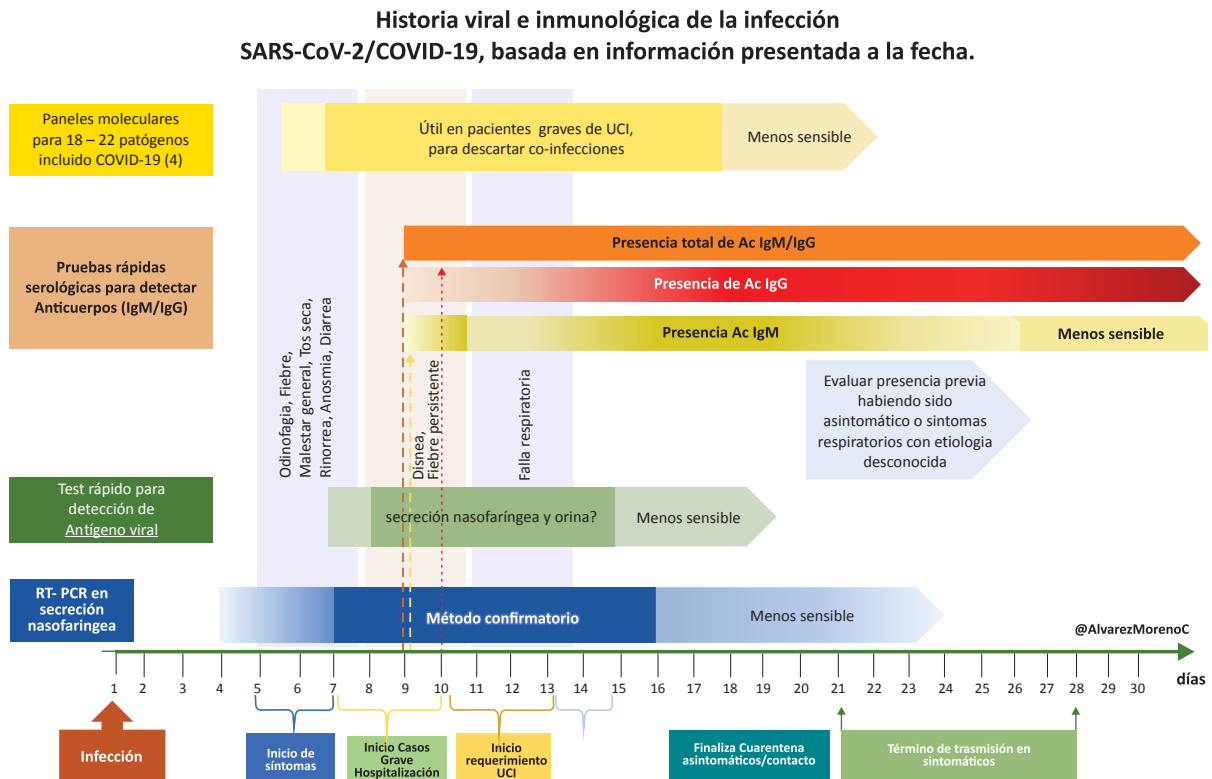 Historia viral e inmunológica de la infección
SARS-CoV-2/COVID-19, basada en información presentada a la fecha.
Paneles moleculares
para 18 – 22 patógenos
incluido COVID-19 (4)
Útil en pacientes graves de UCI,
para descartar co-infecciones
Menos sensible
Pruebas rápidas
serológicas para detectar
Anticuerpos (IgM/IgG)
Presencia total de Ac IgM/IgG
Presencia de Ac IgG
Presencia Ac IgM
Menos sensible
Odinofagia, Fiebre,
Malestar general, Tos seca,
Rinorrea, Anosmia, Diarrea
Disnea,
Fiebre persistente
Falla respiratoria
Evaluar presencia previa
habiendo sido
asintomático o sintomas
respiratorios con etiologia
desconocida
Test rápido para
detección de
Antígeno viral
secreción nasofaríngea y orina?
Menos sensible
RT- PCR en
secreción
nasofaringea
Método confirmatorio
Menos sensible
@AlvarezMorenoC
1 2 3 4 5 6 7 8 9 10 11 12 13 14 15 16 17 18 19 20 21 22 23 24 25 26 27 28 29 30
días
Infección
Inicio de
síntomas
Inicio Casos
Grave
Hospitalización
Inicio
requerimiento
UCI
Finaliza Cuarentena
asintomáticos/contacto
Término de trasmisión en
sintomáticos